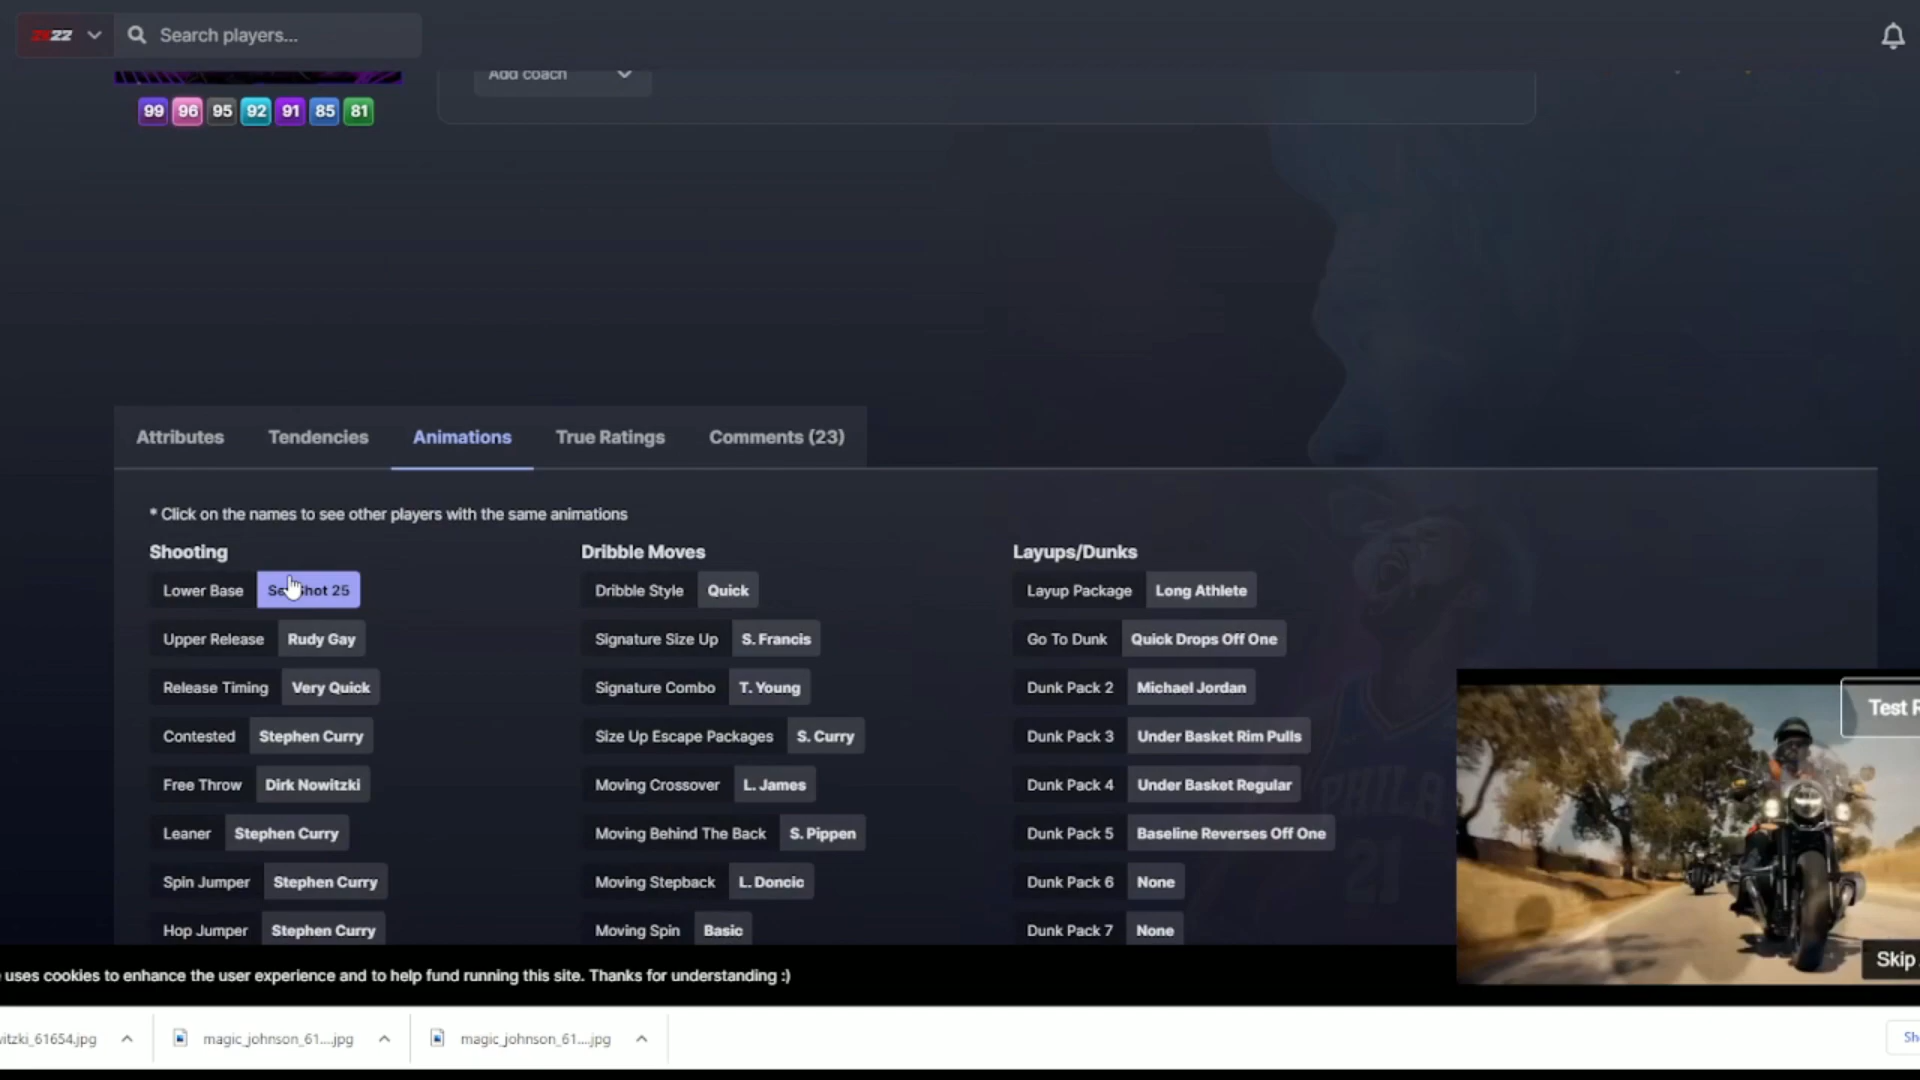 2K22
Search players...
Add coach
99 96 95 92 91 85 81
Attributes Tendencies Animations True Ratings Comments (23)
* Click on the names to see other players with the same animations
Shooting
Lower Base Set Shot 25
Upper Release Rudy Gay
Release Timing Very Quick
Contested Stephen Curry
Free Throw Dirk Nowitzki
Leaner Stephen Curry
Spin Jumper Stephen Curry
Hop Jumper Stephen Curry
Dribble Moves
Dribble Style Quick
Signature Size Up S. Francis
Signature Combo T. Young
Size Up Escape Packages S. Curry
Moving Crossover L. James
Moving Behind The Back S. Pippen
Moving Stepback L. Doncic
Moving Spin Basic
Layups/Dunks
Layup Package Long Athlete
Go To Dunk Quick Drops Off One
Dunk Pack 2 Michael Jordan
Dunk Pack 3 Under Basket Rim Pulls
Dunk Pack 4 Under Basket Regular
Dunk Pack 5 Baseline Reverses Off One
Dunk Pack 6 None
Dunk Pack 7 None
PHILA
21
Test R
Skip
uses cookies to enhance the user experience and to help fund running this site. Thanks for understanding :)
witzki_61654.jpg
magic_johnson_61....jpg
magic_johnson_61....jpg
Sh